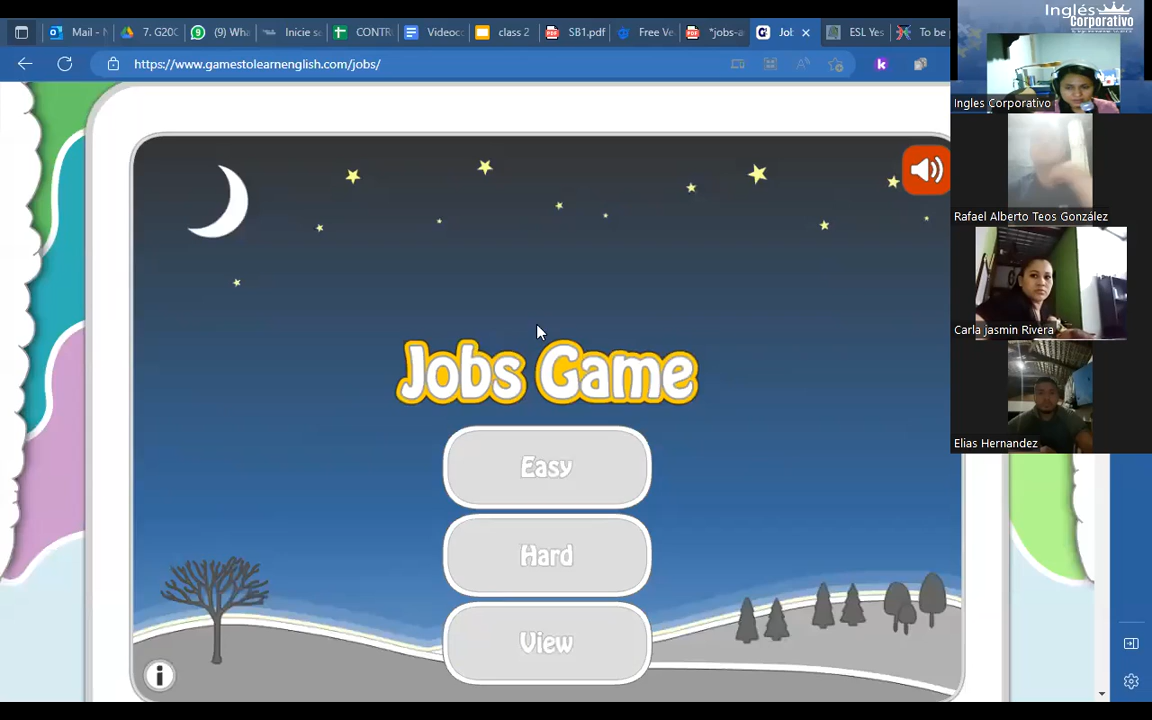 Mail -
7. G20
(9) Wha
Inicie se
CONTR
Videoc
class 2
SB1.pdf
Free Ve
*jobs-a
Job
ESL Yes
To be
https://www.gamestolearnenglish.com/jobs/
Inglés
Corporativo
Ingles Corporativo
Rafael Alberto Teos González
Carla jasmin Rivera
Elias Hernandez
Jobs Game
Easy
Hard
View
i